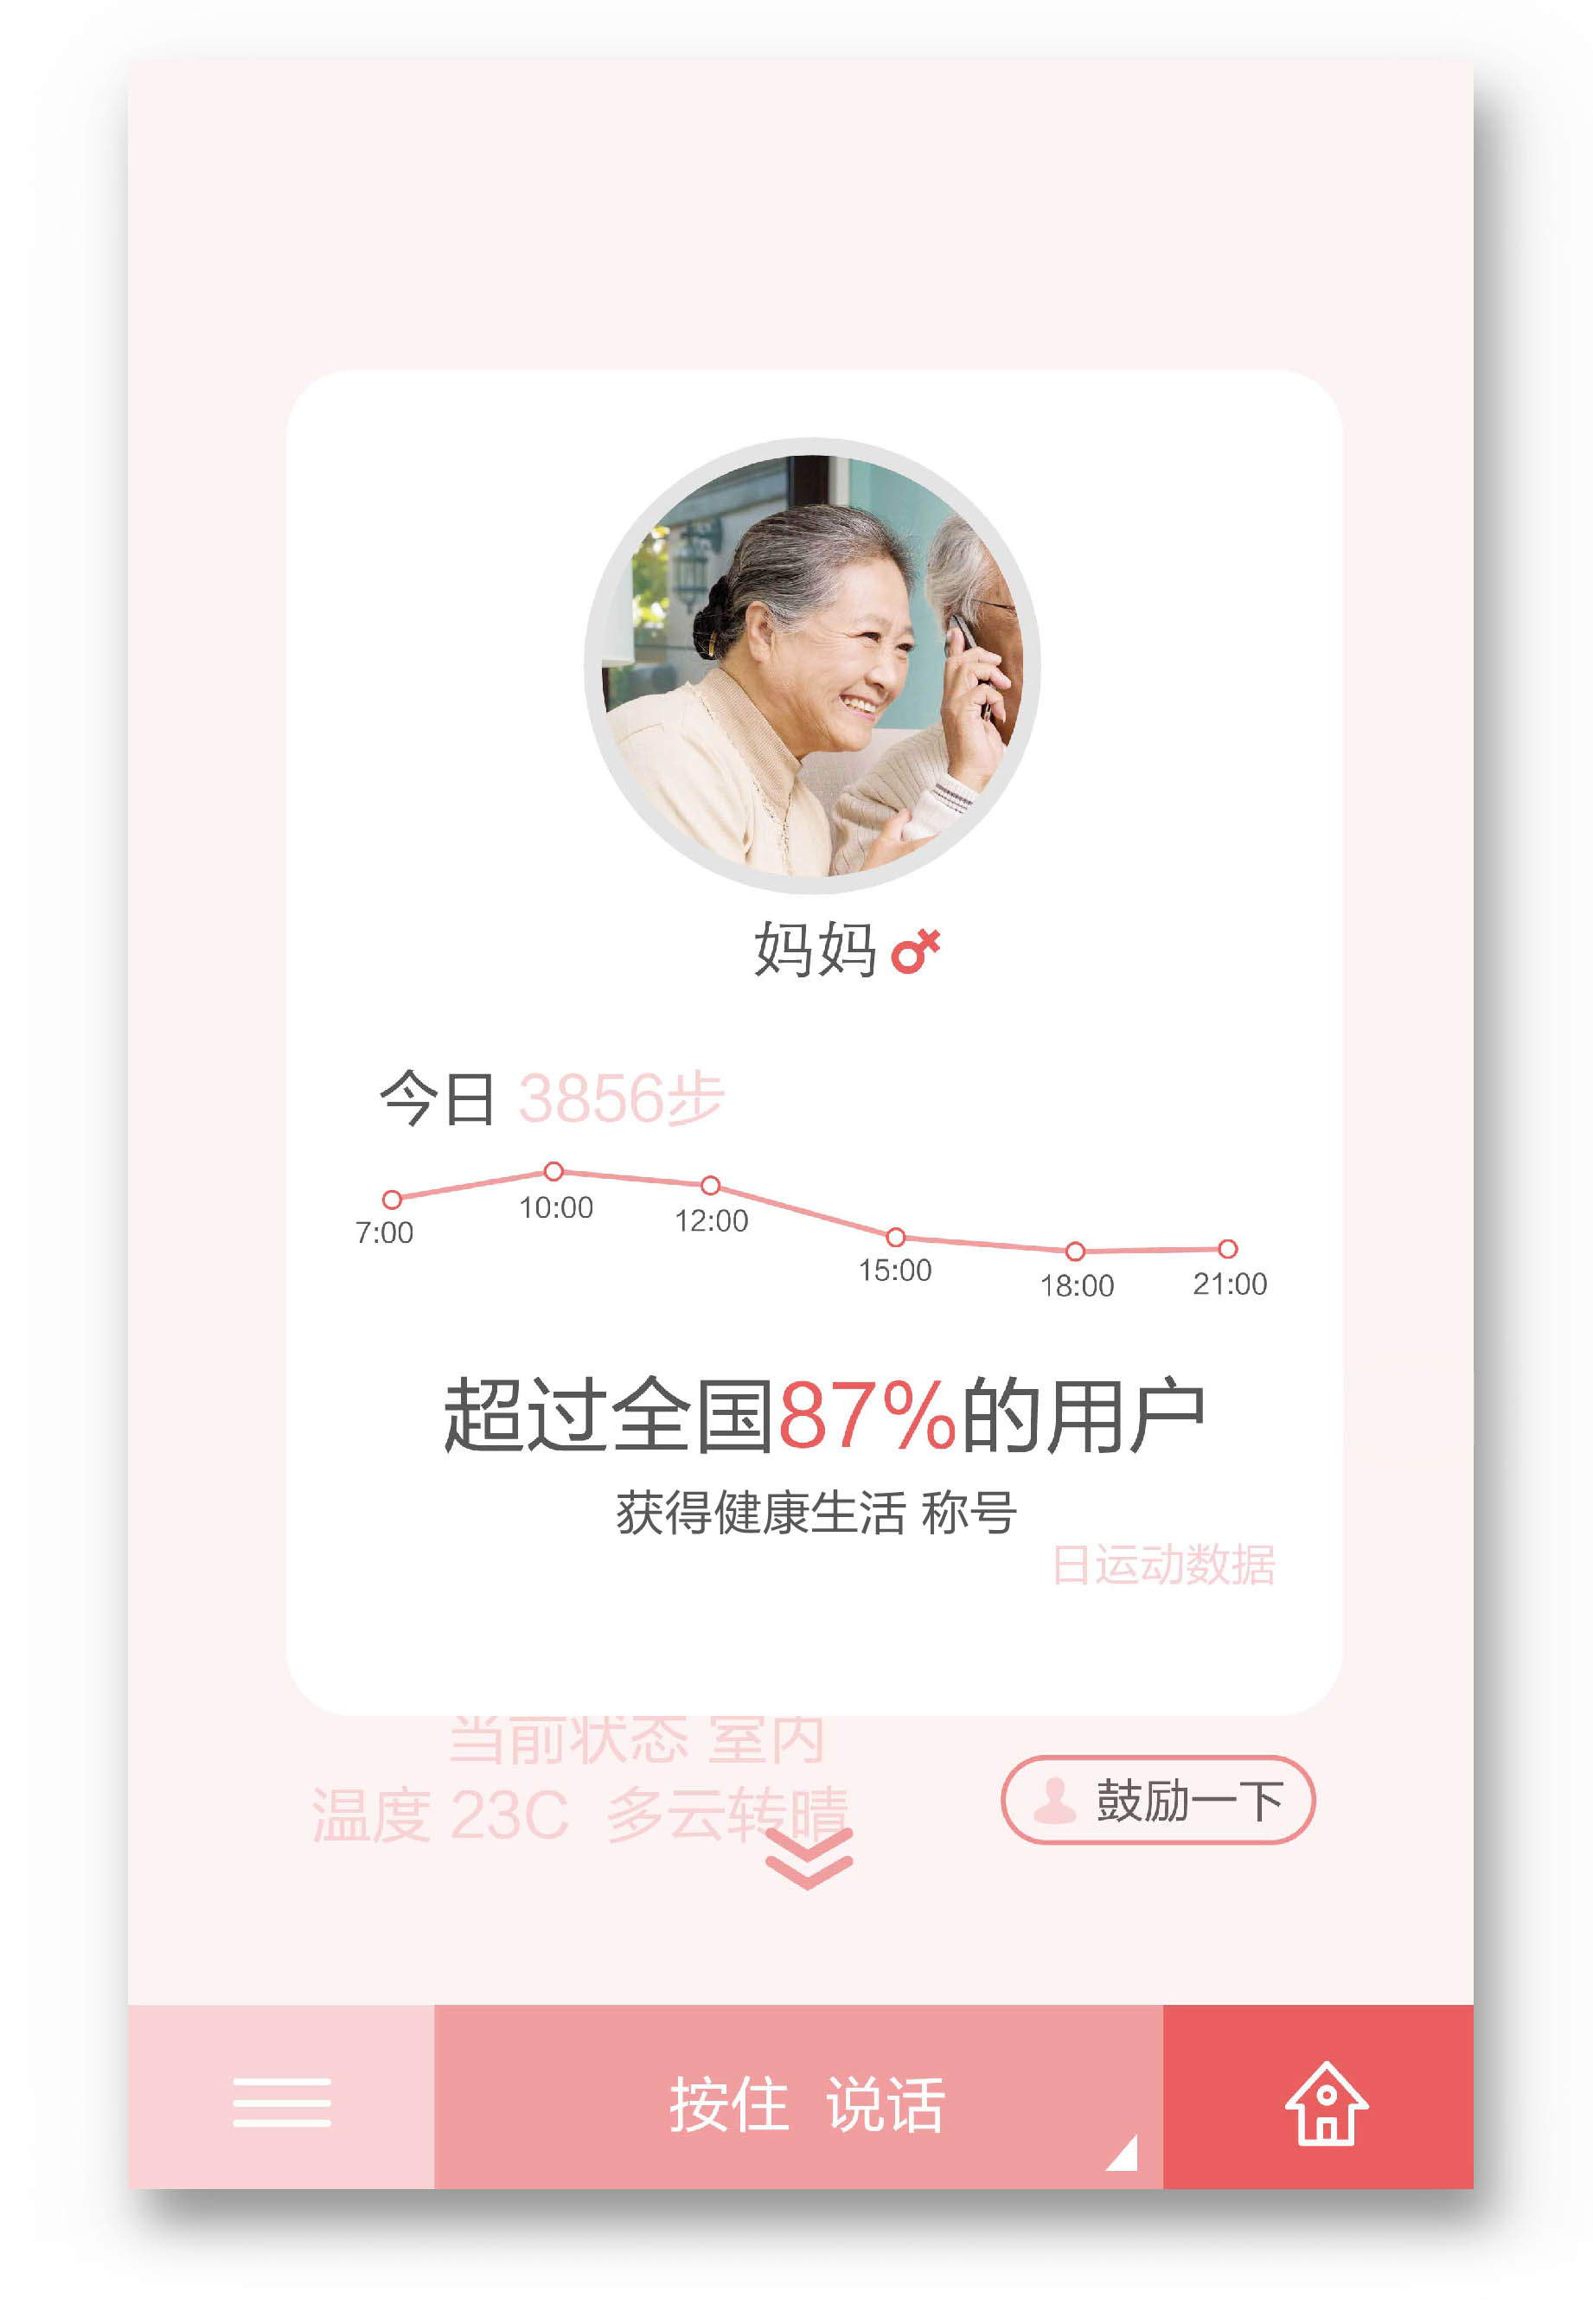 妈妈
今日 3856步
7:00
10:00
12:00
15:00
18:00
21:00
超过全国87%的用户
获得健康生活 称号
日运动数据
当前状态 室内
温度 23C 多云转晴
鼓励一下
按住 说话